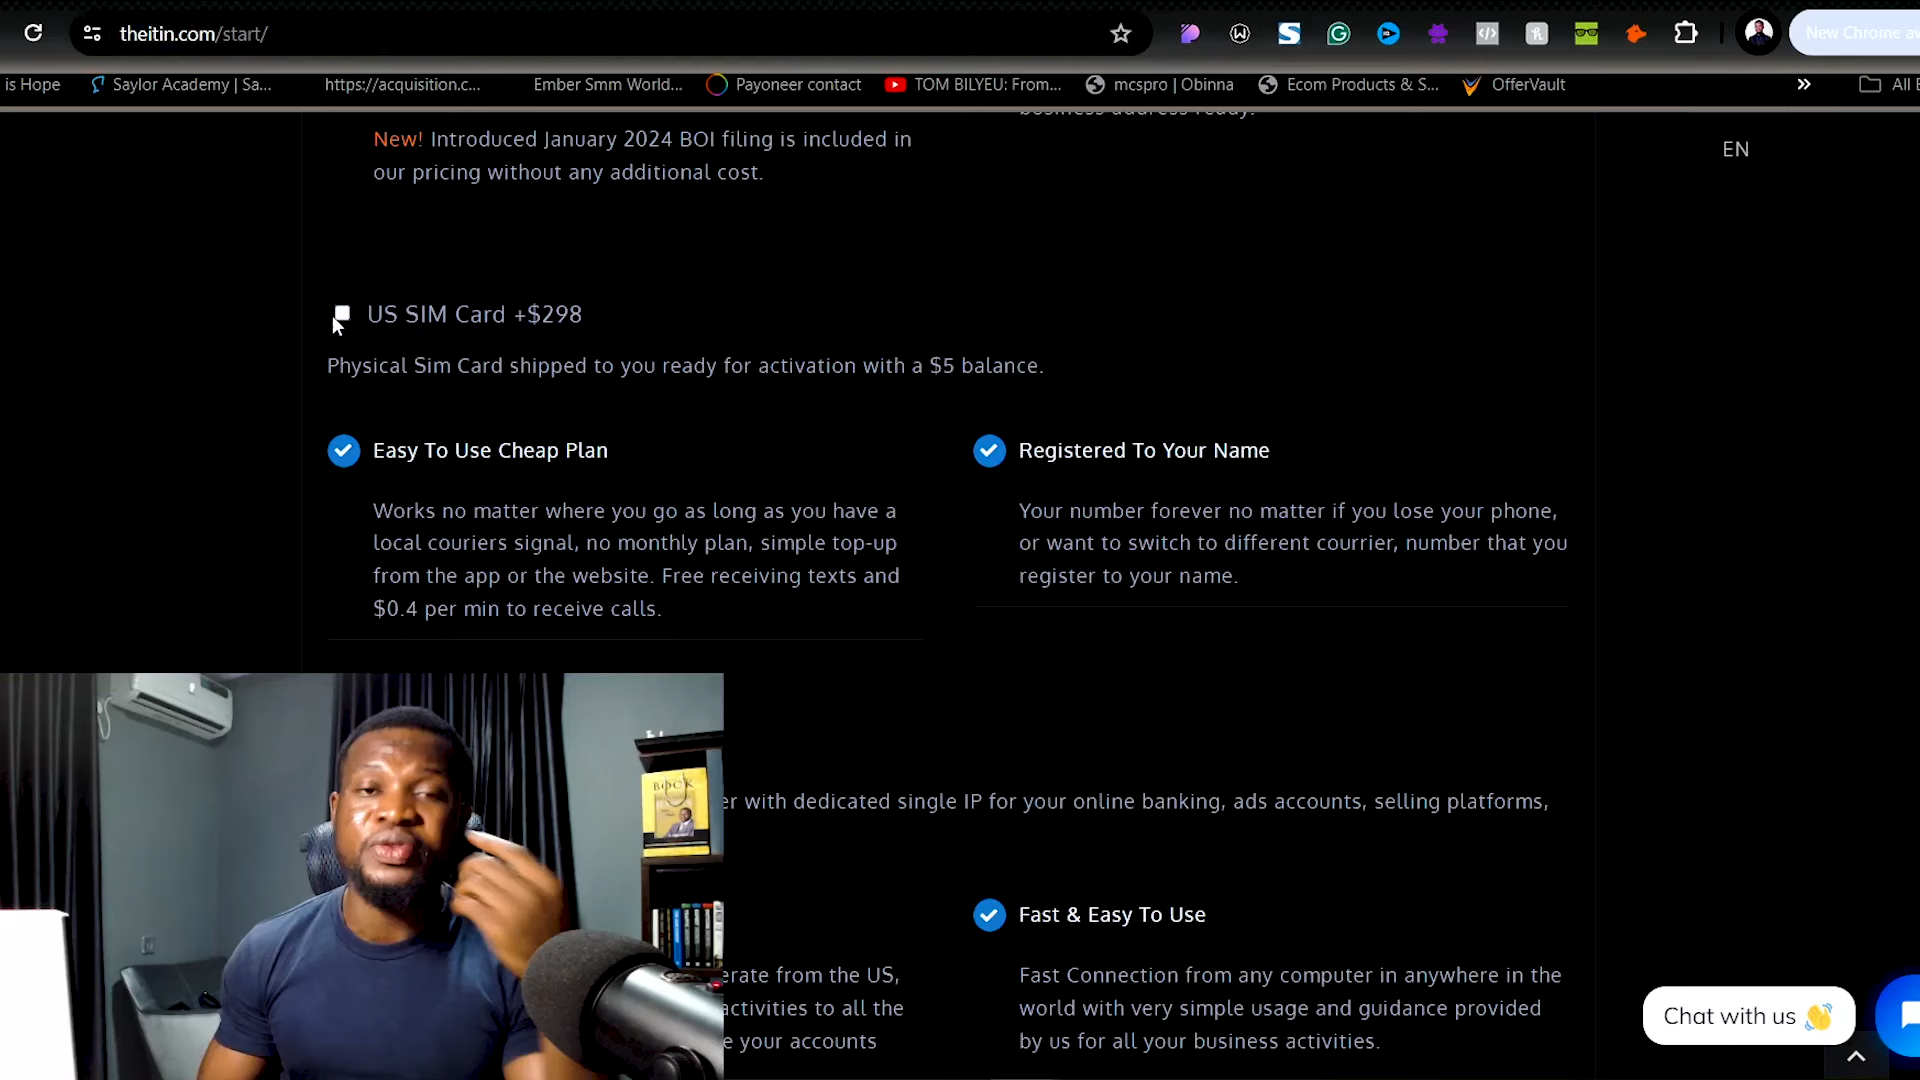 theitin.com/start/
New Chrome av
is Hope
Saylor Academy | Sa...
https://acquisition.c...
Ember Smm World...
Payoneer contact
TOM BILYEU: From...
mcspro | Obinna
Ecom Products & S...
OfferVault
»
All
EN
business address ready.
New! Introduced January 2024 BOI filing is included in
our pricing without any additional cost.
US SIM Card +$298
Physical Sim Card shipped to you ready for activation with a $5 balance.
Easy To Use Cheap Plan
Works no matter where you go as long as you have a
local couriers signal, no monthly plan, simple top-up
from the app or the website. Free receiving texts and
$0.4 per min to receive calls.
Registered To Your Name
Your number forever no matter if you lose your phone,
or want to switch to different courrier, number that you
register to your name.
er with dedicated single IP for your online banking, ads accounts, selling platforms,
erate from the US,
activities to all the
e your accounts
Fast & Easy To Use
Fast Connection from any computer in anywhere in the
world with very simple usage and guidance provided
by us for all your business activities.
BOOK
Chat with us 👋